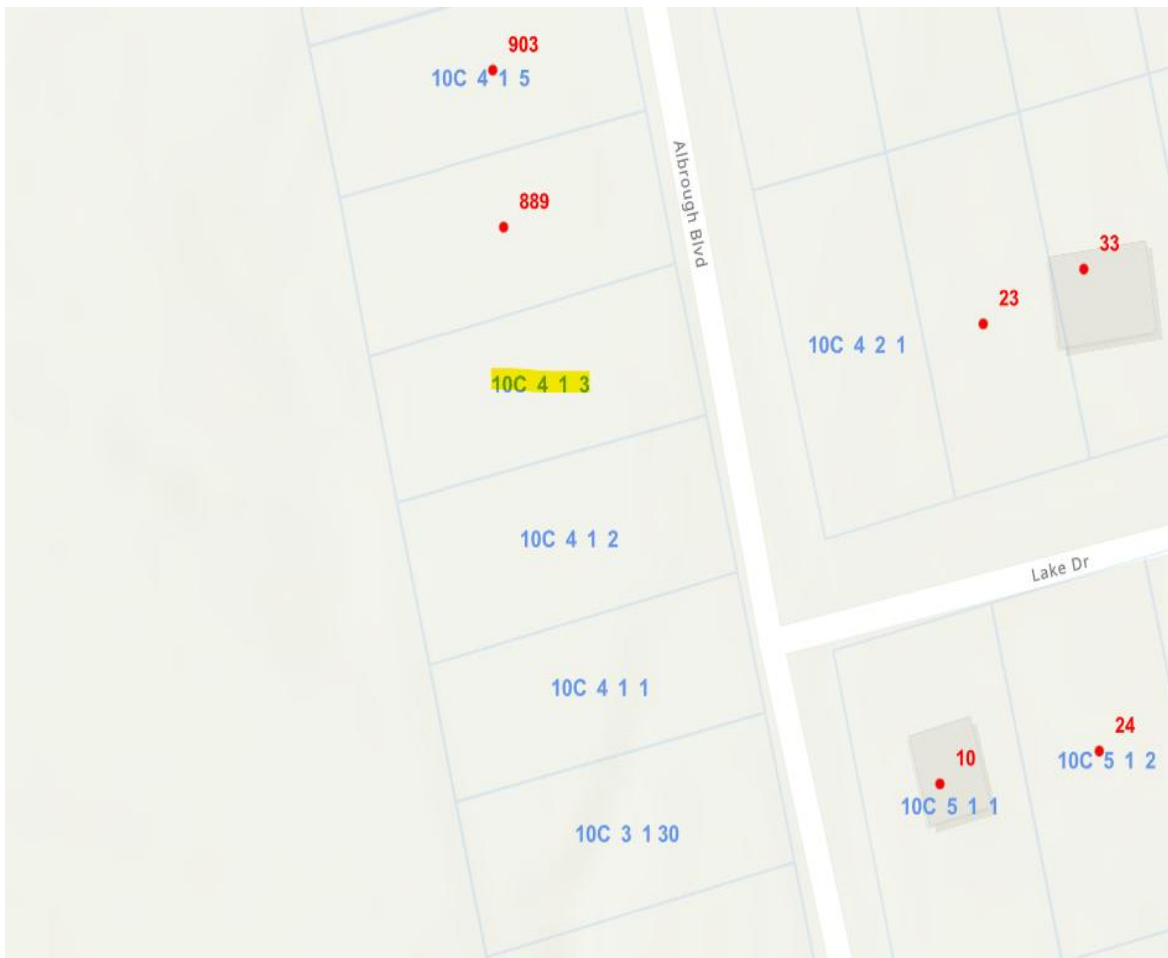 903
10C 4 1 5
Albrough Blvd
889
33
23
10C 4 2 1
10C 4 1 3
10C 4 1 2
Lake Dr
10C 4 1 1
24
10C 5 1 2
10
10C 5 1 1
10C 3 1 30